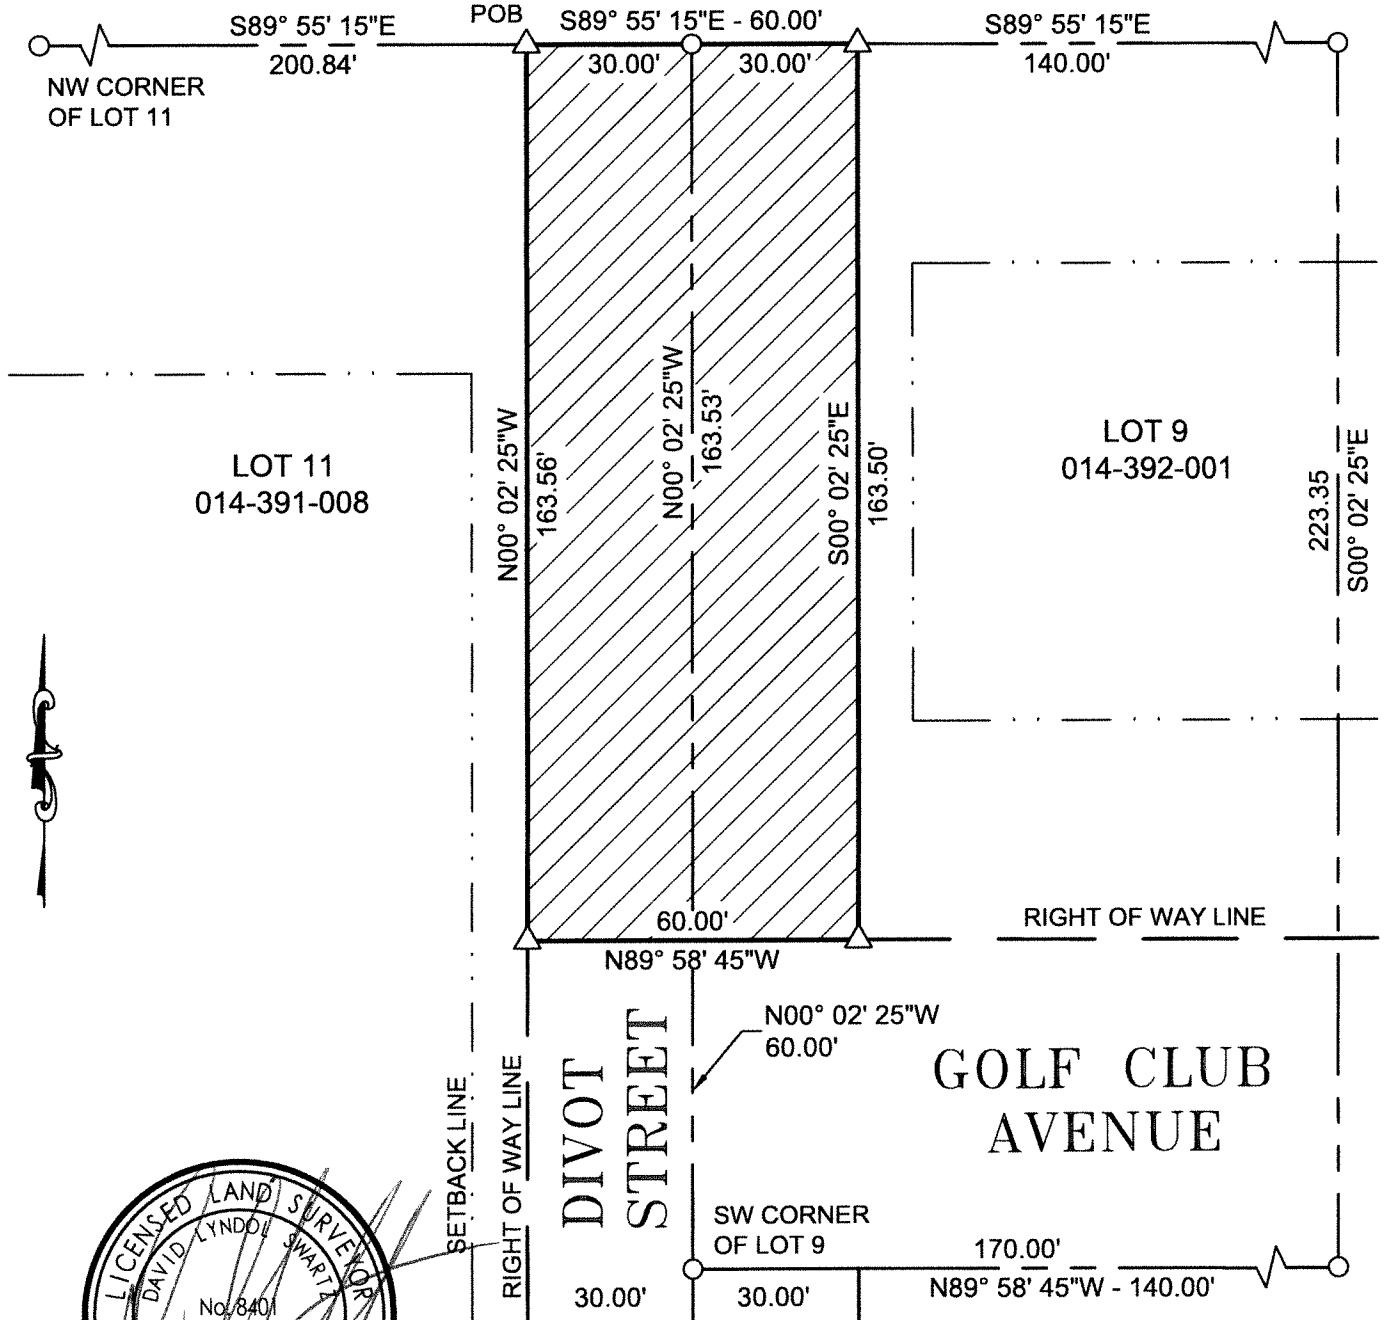 POB
S89° 55' 15"E
200.84'
S89° 55' 15"E - 60.00'
30.00'
30.00'
S89° 55' 15"E
140.00'
NW CORNER
OF LOT 11
LOT 11
014-391-008
N00° 02' 25"W
163.56'
N00° 02' 25"W
163.53'
S00° 02' 25"E
163.50'
LOT 9
014-392-001
223.35
S00° 02' 25"E
60.00'
N89° 58' 45"W
RIGHT OF WAY LINE
N00° 02' 25"W
60.00'
SETBACK LINE
RIGHT OF WAY LINE
DIVOT
STREET
GOLF CLUB
AVENUE
SW CORNER
OF LOT 9
170.00'
N89° 58' 45"W - 140.00'
30.00'
30.00'
LICENSED LAND SURVEYOR
DAVID LYNDOL SWARTZ
No. 8401